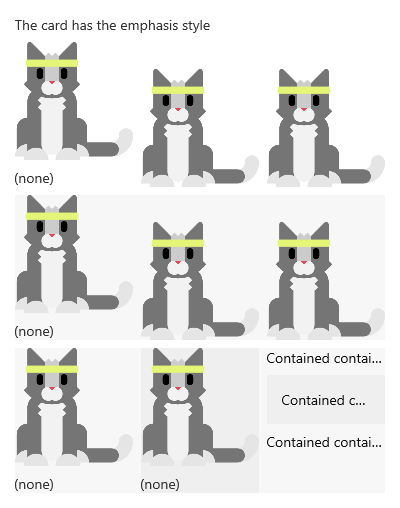 The card has the emphasis style
(none)
(none)
Contained contai...
Contained c...
Contained contai...
(none)
(none)